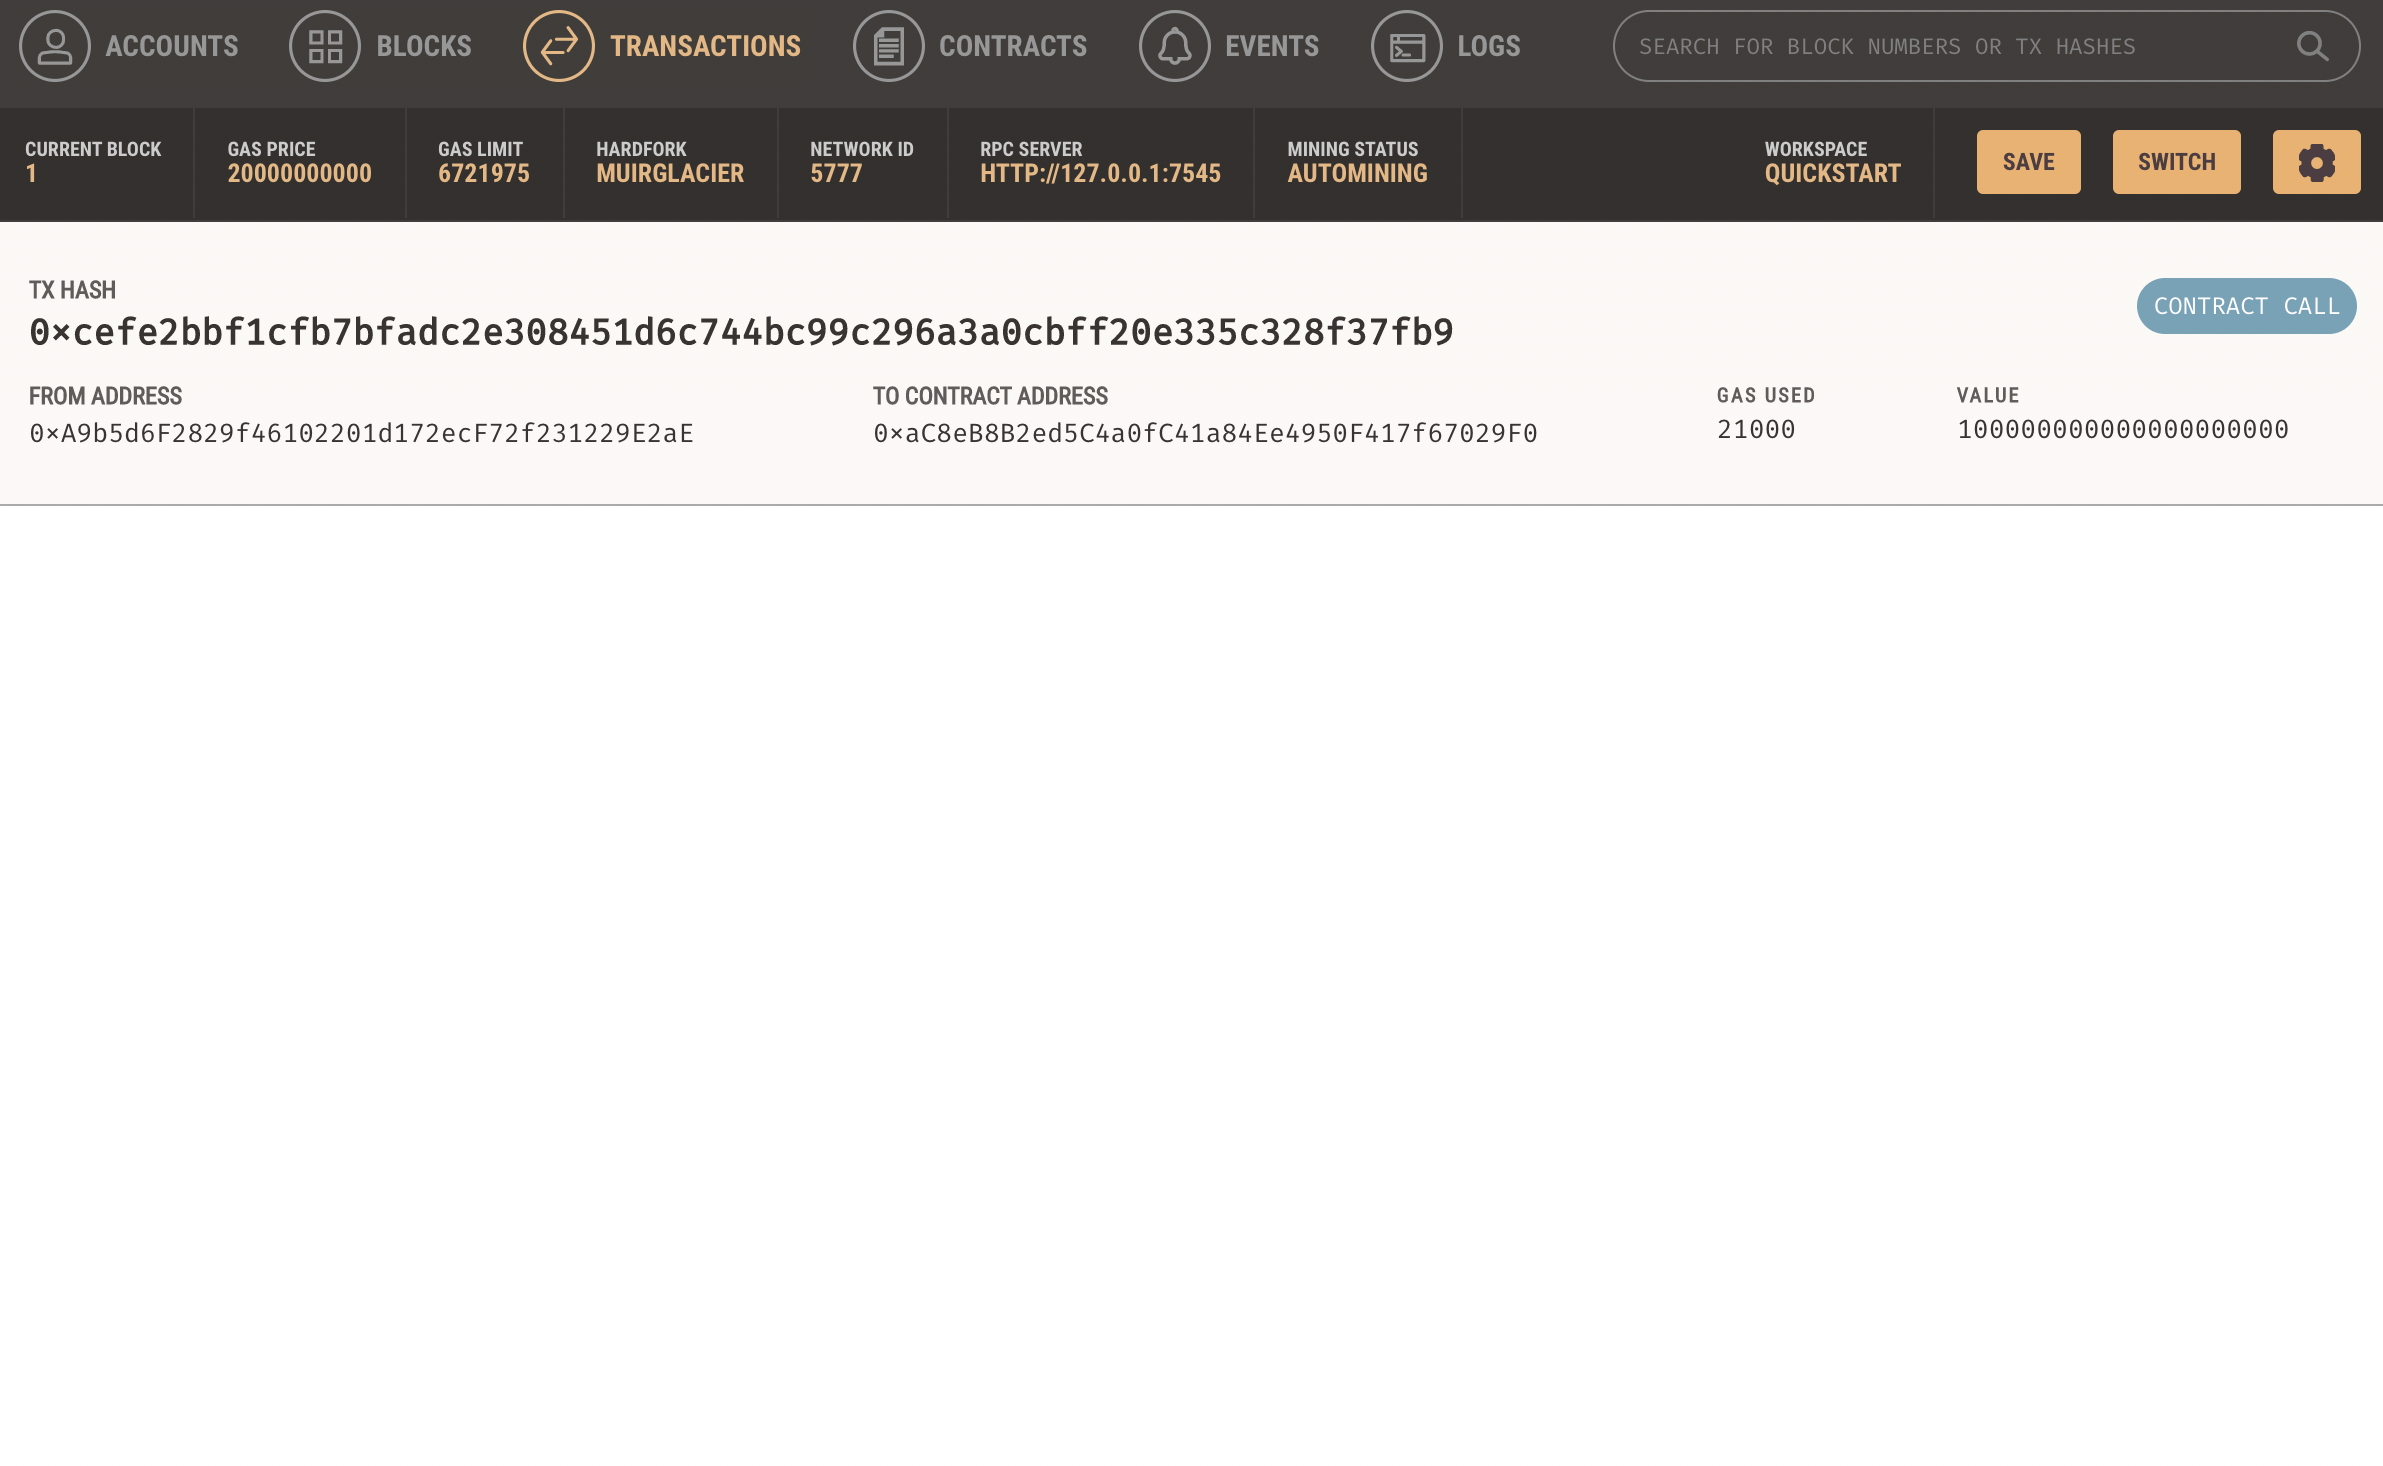 ACCOUNTS BLOCKS TRANSACTIONS CONTRACTS EVENTS LOGS SEARCH FOR BLOCK NUMBERS OR TX HASHES
CURRENT BLOCK GAS PRICE GAS LIMIT HARDFORK NETWORK ID RPC SERVER MINING STATUS WORKSPACE SAVE SWITCH
1 20000000000 6721975 MUIRGLACIER 5777 HTTP://127.0.0.1:7545 AUTOMINING QUICKSTART
TX HASH CONTRACT CALL
0×cefe2bbf1cfb7bfadc2e308451d6c744bc99c296a3a0cbff20e335c328f37fb9
FROM ADDRESS TO CONTRACT ADDRESS GAS USED VALUE
0×A9b5d6F2829f46102201d172ecF72f231229E2aE 0×aC8eB8B2ed5C4a0fC41a84Ee4950F417f67029F0 21000 100000000000000000000